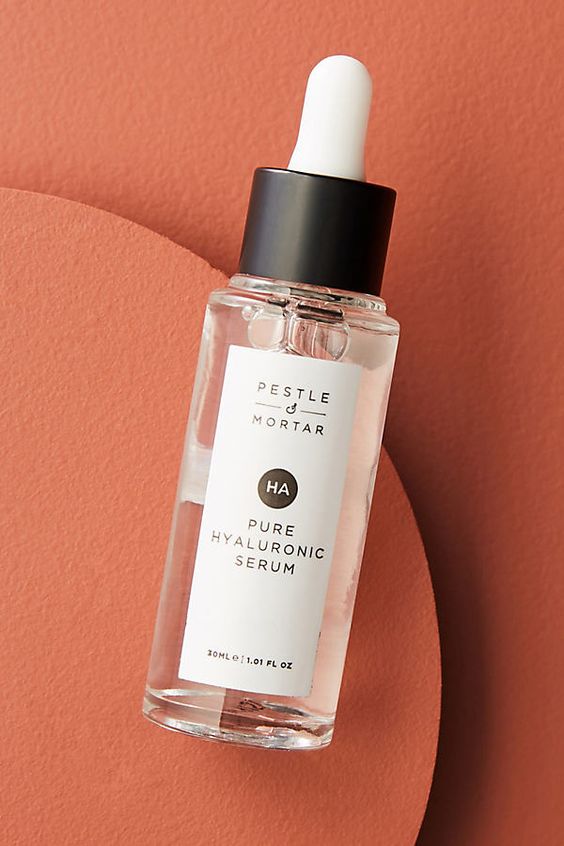 PESTLE
&
MORTAR
HA
PURE
HYALURONIC
SERUM
30ML ℮ | 1.01 FL OZ